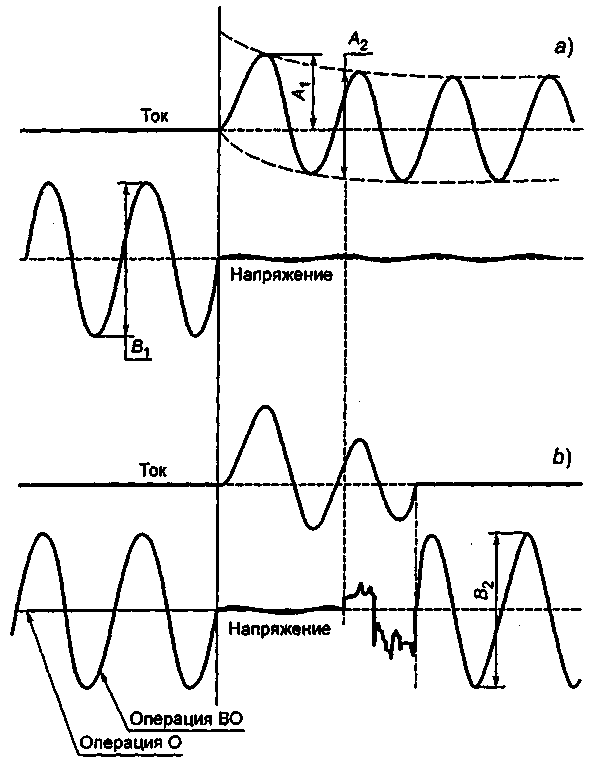 A2
a)
A1
Ток
Напряжение
B1
b)
Ток
B2
Напряжение
Операция ВО
Операция О